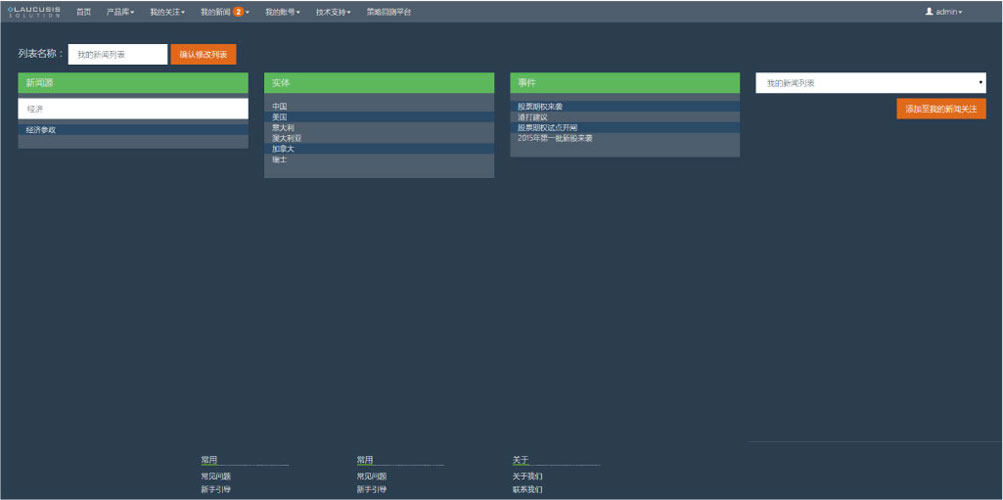 GLAUCUSIS
SOLUTION
首页 产品库 我的关注 我的新闻 2 我的账号 技术支持 策略回测平台 admin
列表名称： 我的新闻列表 确认修改列表
新闻源 实体 事件 我的新闻列表
经济
经济参政
中国
美国
意大利
澳大利亚
加拿大
瑞士
股票期权来袭
渣打建议
股票期权试点开闸
2015年第一批新股来袭
添加至我的新闻关注
常用 常用 关于
常见问题 常见问题 关于我们
新手引导 新手引导 联系我们